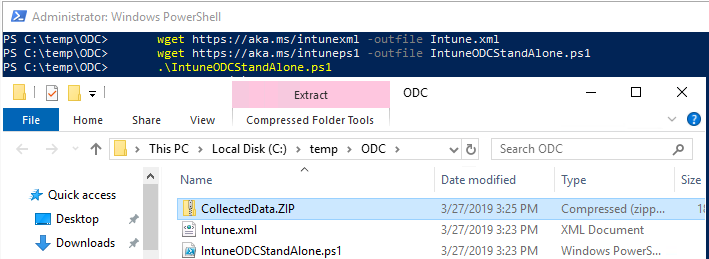 Administrator: Windows PowerShell
PS C:\temp\ODC> wget https://aka.ms/intunexml -outfile Intune.xml
PS C:\temp\ODC> wget https://aka.ms/intuneps1 -outfile IntuneODCStandAlone.ps1
PS C:\temp\ODC> .\IntuneODCStandAlone.ps1
Extract ODC
File Home Share View Compressed Folder Tools
This PC > Local Disk (C:) > temp > ODC > Search ODC
Name Date modified Type Size
Quick access
CollectedData.ZIP 3/27/2019 3:25 PM Compressed (zipp... 18
Desktop
Intune.xml 3/27/2019 3:23 PM XML Document
Downloads
IntuneODCStandAlone.ps1 3/27/2019 3:23 PM Windows PowerS...